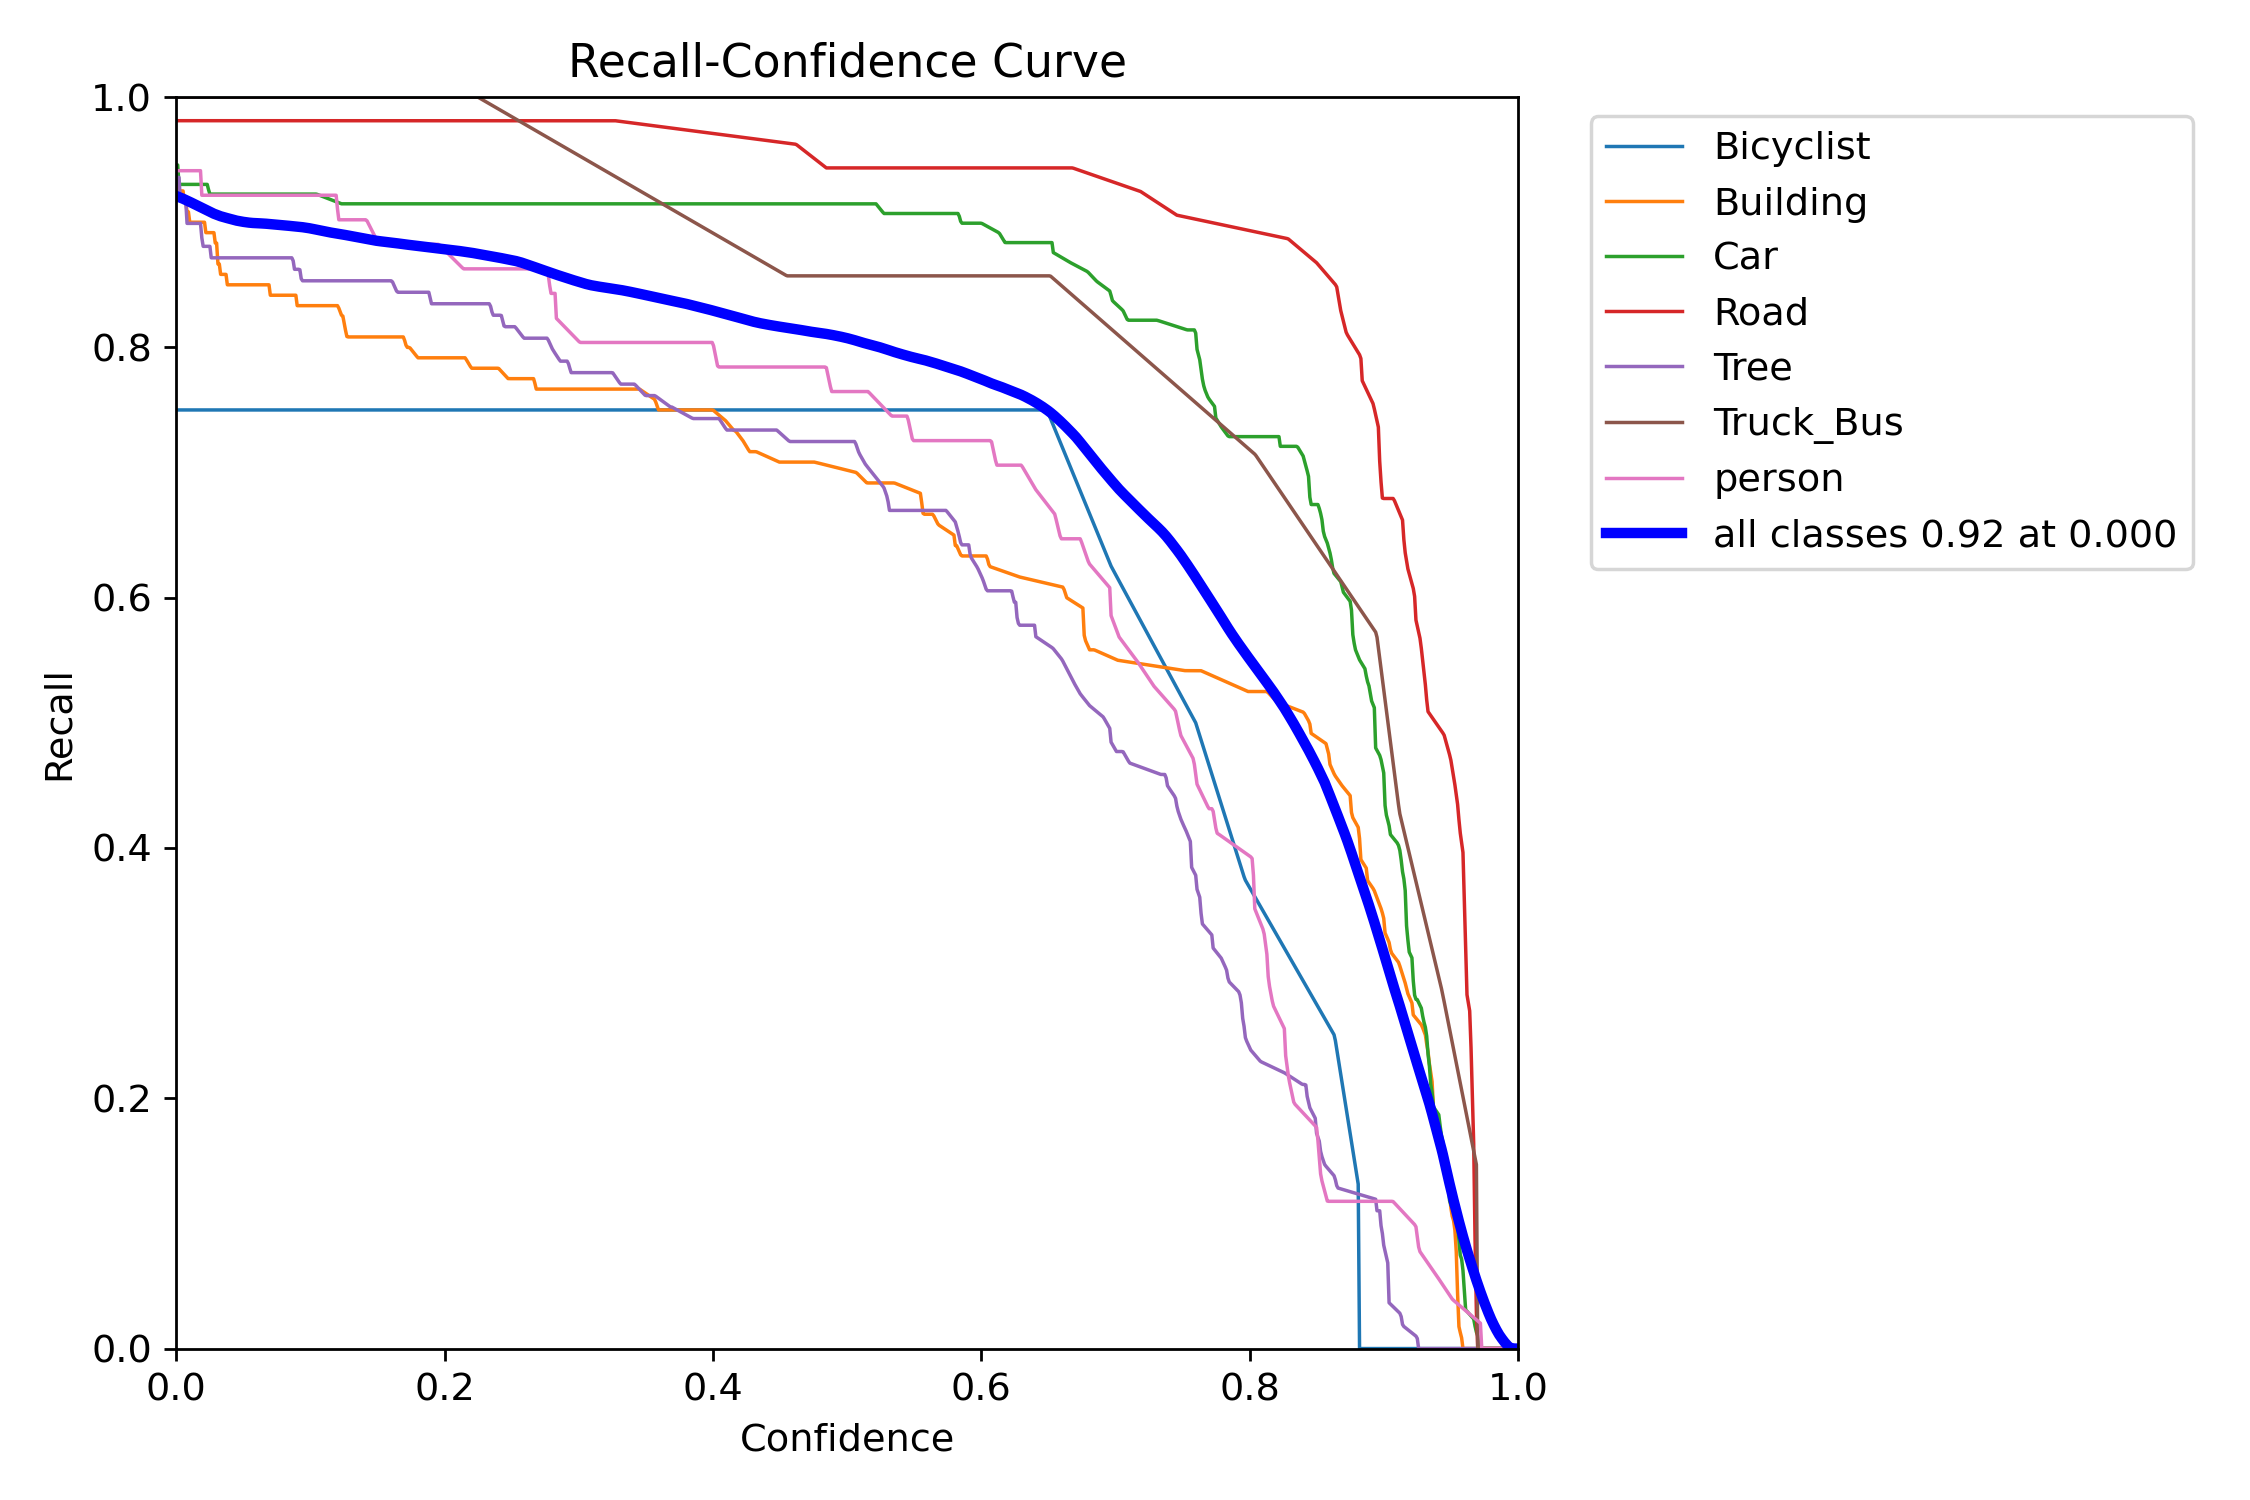 Recall-Confidence Curve
1.0
0.8
0.6
0.4
0.2
0.0
Recall
0.0 0.2 0.4 0.6 0.8 1.0
Confidence
Bicyclist
Building
Car
Road
Tree
Truck_Bus
person
all classes 0.92 at 0.000